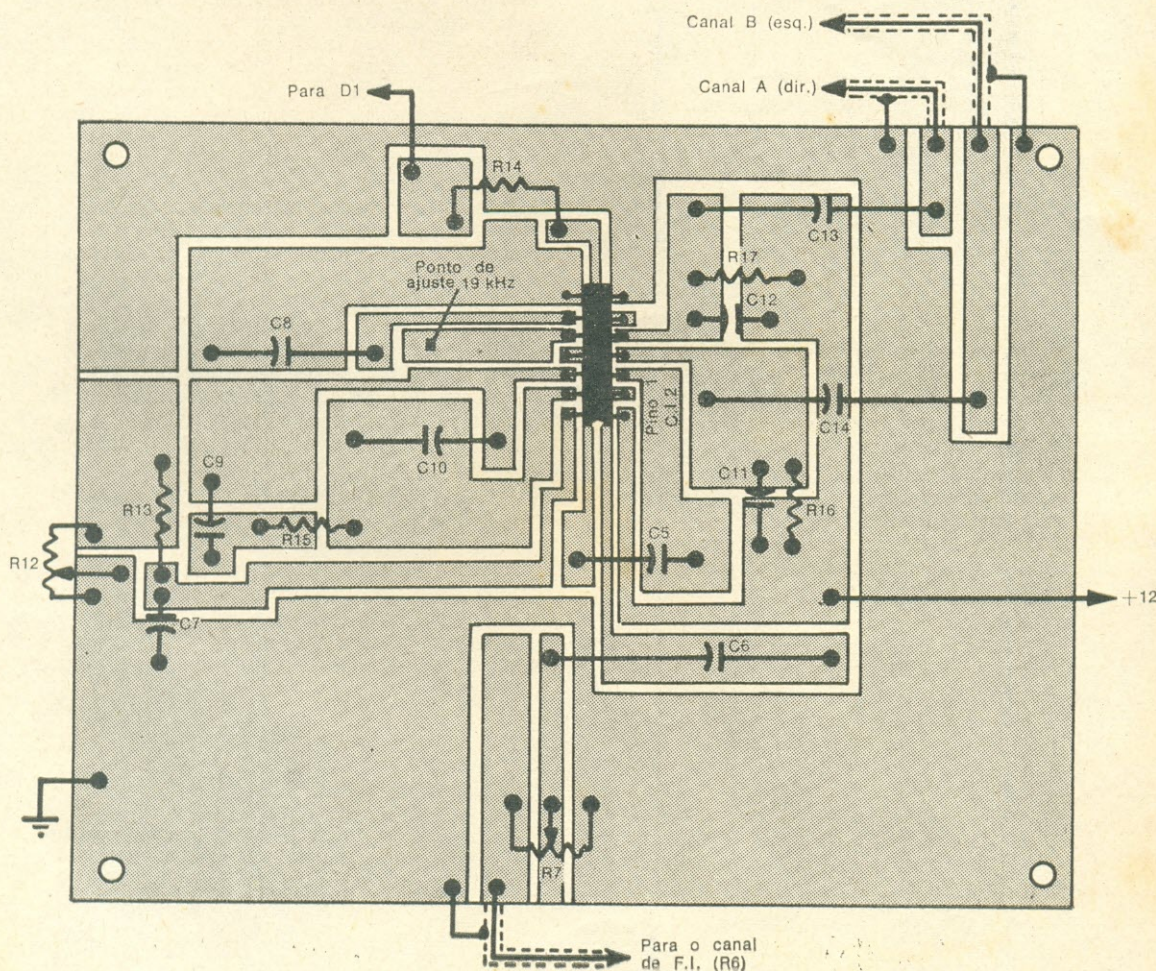 Canal B (esq.)
Para D1
Canal A (dir.)
R14
C13
Ponto de
ajuste 19 kHz
R17
C12
C8
Pino 1
C.I.2
C14
C9
C10
C11
R13
R16
R15
C5
R12
+12
C7
C6
R7
Para o canal
de F.I. (R6)